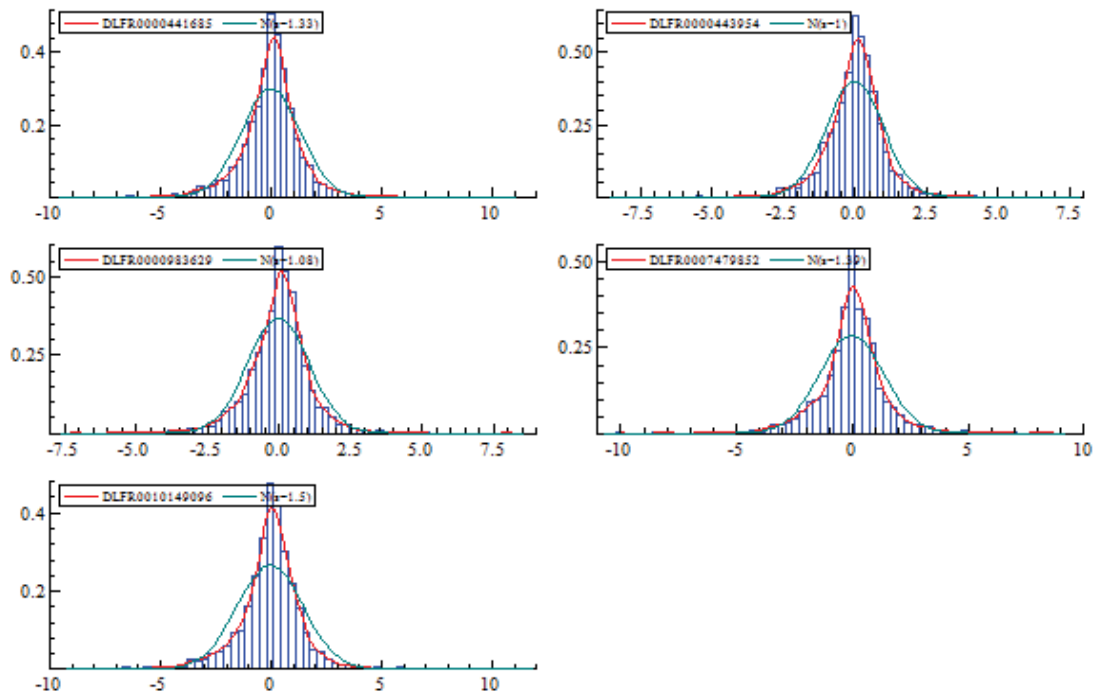 DLFR0000441685 N(s=1.33)
0.4
0.2
-10 -5 0 5 10
DLFR0000443954 N(s=1)
0.50
0.25
-7.5 -5.0 -2.5 0.0 2.5 5.0 7.5
DLFR0000983629 N(s=1.08)
0.50
0.25
-7.5 -5.0 -2.5 0.0 2.5 5.0 7.5
DLFR0007479852 N(s=1.39)
0.50
0.25
-10 -5 0 5 10
DLFR0010149096 N(s=1.5)
0.4
0.2
-10 -5 0 5 10